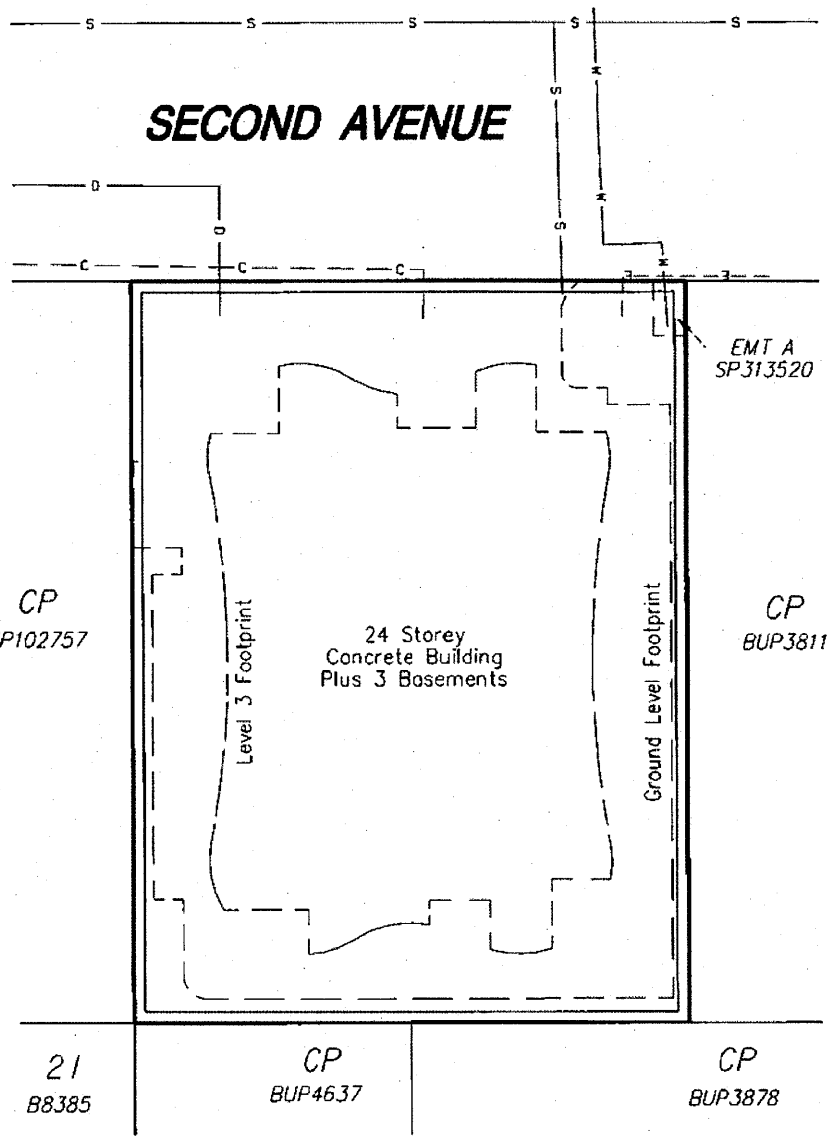 S S S S S
SECOND AVENUE
S
W
D
W
D
S
C C C
W
E E
EMT A
SP313520
CP
P102757
Level 3 Footprint
24 Storey
Concrete Building
Plus 3 Basements
Ground Level Footprint
CP
BUP3811
21
B8385
CP
BUP4637
CP
BUP3878